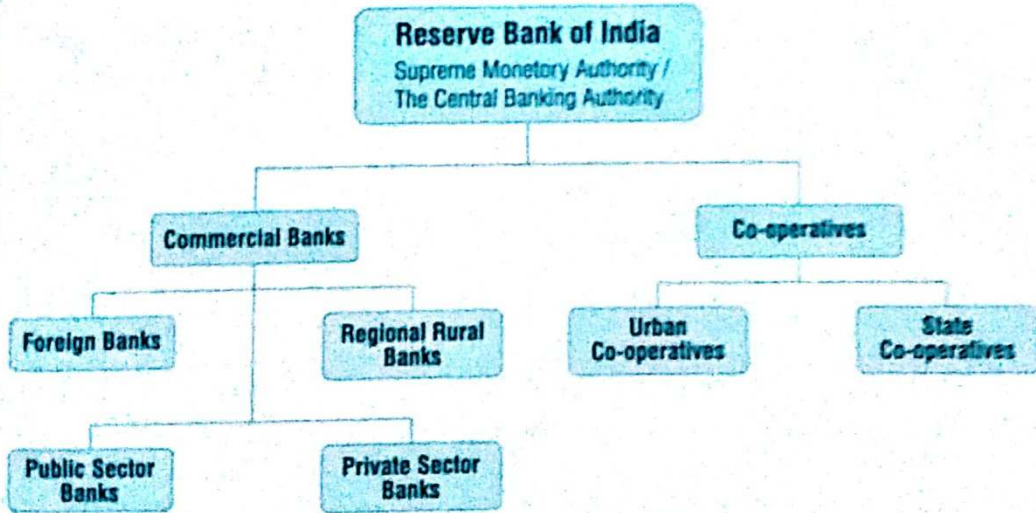 Reserve Bank of India
Supreme Monetory Authority /
The Central Banking Authority
Commercial Banks
Co-operatives
Foreign Banks
Regional Rural
Banks
Urban
Co-operatives
State
Co-operatives
Public Sector
Banks
Private Sector
Banks